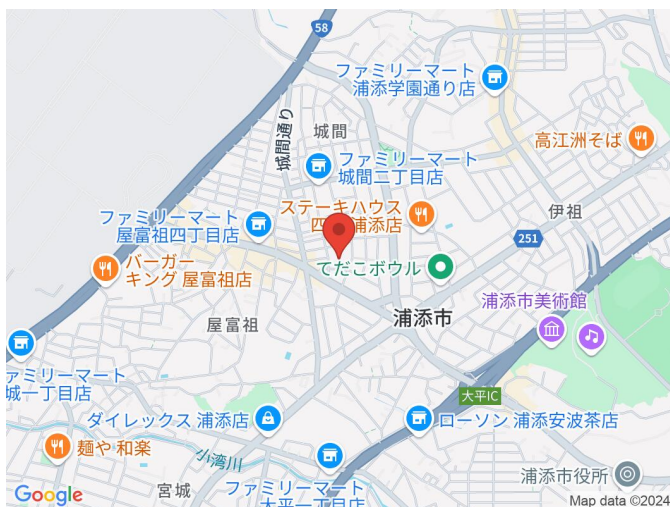 58
ファミリーマート
浦添学園通り店
城間通り
城間
高江洲そば
ファミリーマート
城間二丁目店
ステーキハウス
浦添店
伊祖
ファミリーマート
屋富祖四丁目店
251
てだこボウル
バーガー
キング 屋富祖店
浦添市美術館
屋富祖
浦添市
ファミリーマート
城一丁目店
大平IC
ダイレックス 浦添店
ローソン 浦添安波茶店
麺や 和楽
小湾川
浦添市役所
宮城
ファミリーマート
大平一丁目店
Google
Map data ©2024